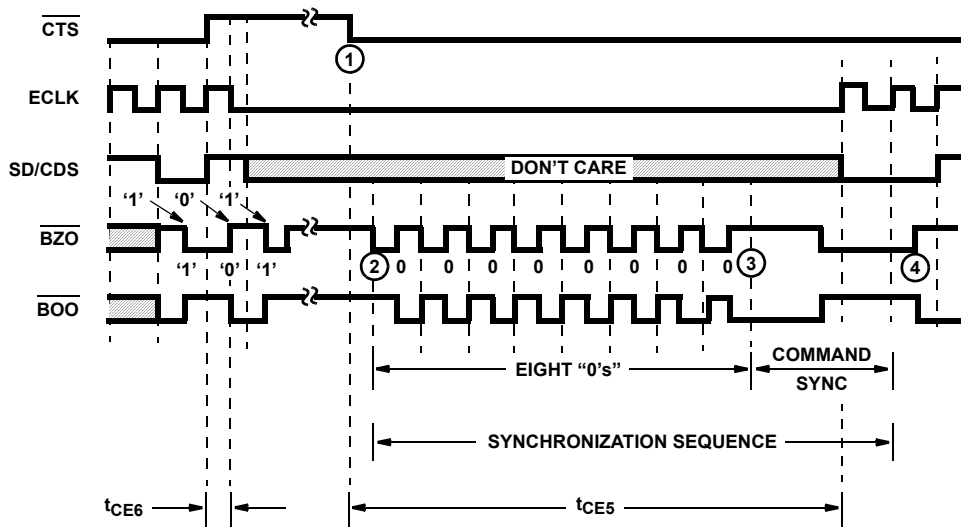 CTS
1
ECLK
SD/CDS
DON'T CARE
‘1’ ‘0’ ‘1’
BZO
‘1’ ‘0’ ‘1’ 2 0 0 0 0 0 0 0 0 3 4
BOO
EIGHT “0’s”
COMMAND
SYNC
SYNCHRONIZATION SEQUENCE
tCE6
tCE5